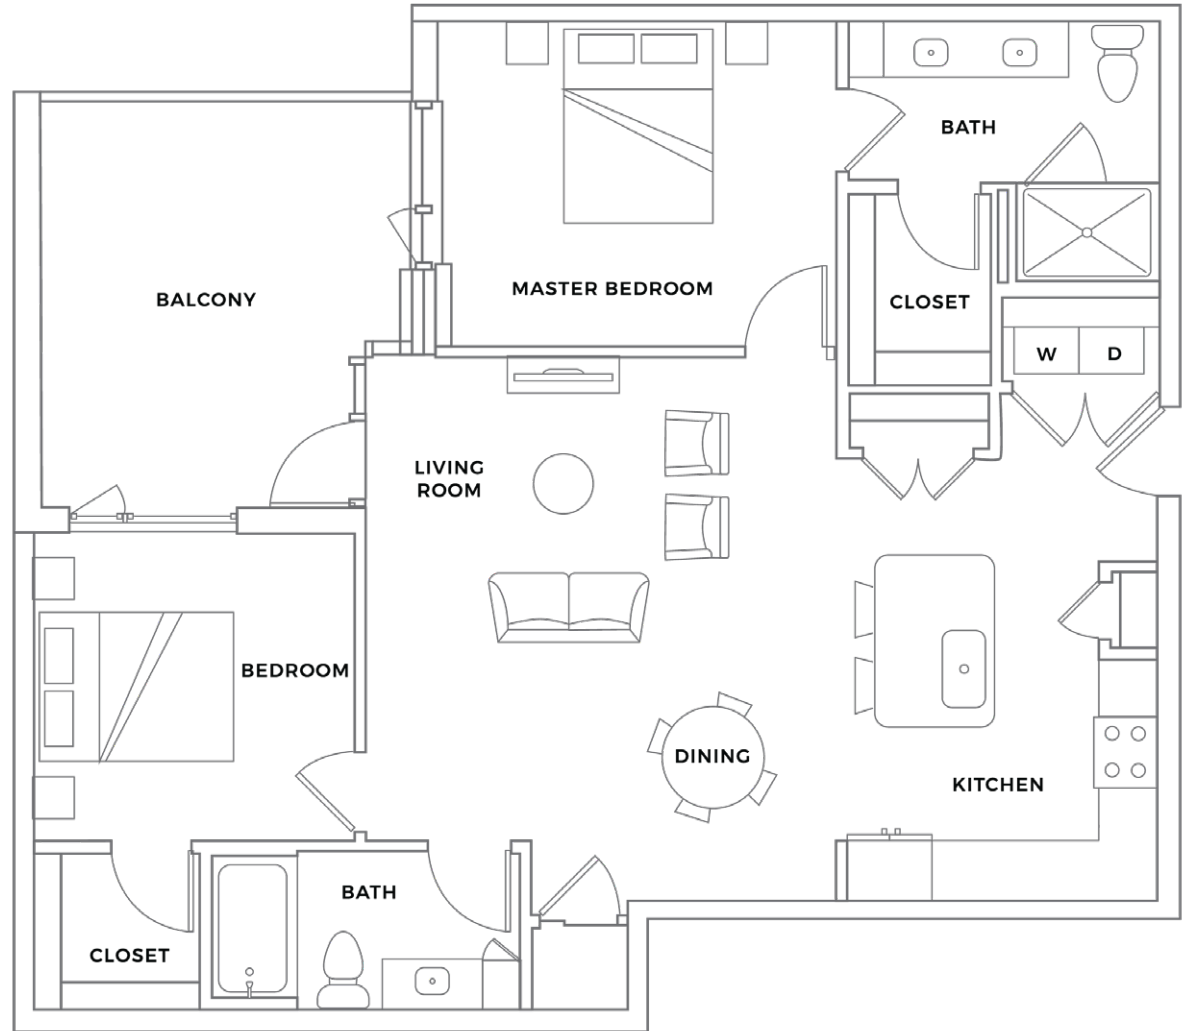 BATH
MASTER BEDROOM
BALCONY
CLOSET
W
D
LIVING
ROOM
BEDROOM
DINING
KITCHEN
BATH
CLOSET